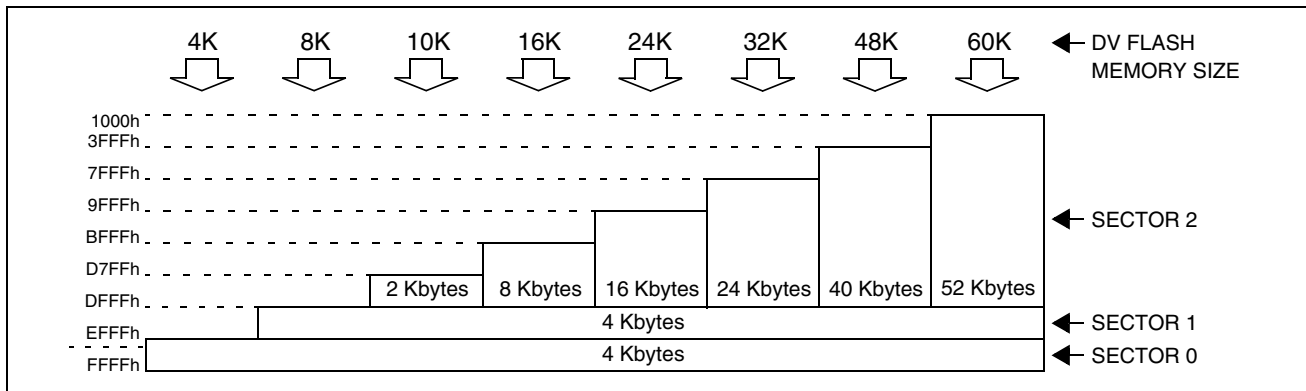 4K 8K 10K 16K 24K 32K 48K 60K DV FLASH
MEMORY SIZE
1000h
3FFFh
7FFFh
9FFFh
BFFFh
D7FFh
DFFFh
EFFFh
FFFFh
2 Kbytes 8 Kbytes 16 Kbytes 24 Kbytes 40 Kbytes 52 Kbytes
SECTOR 2
4 Kbytes SECTOR 1
4 Kbytes SECTOR 0